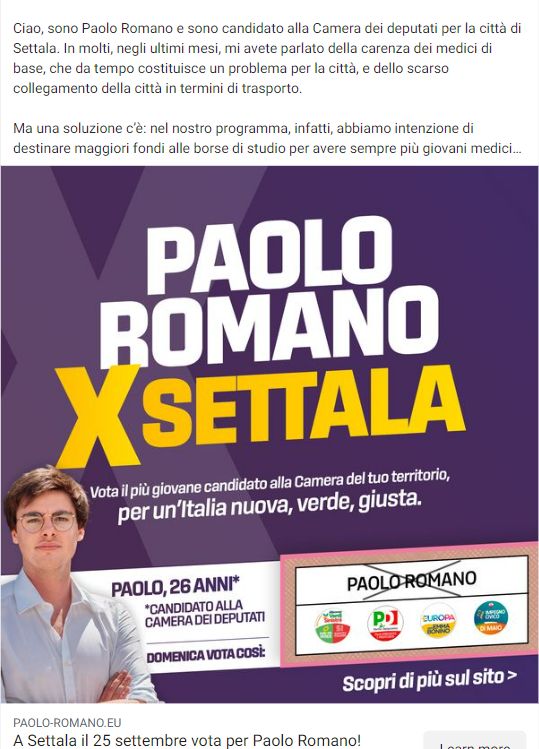 Ciao, sono Paolo Romano e sono candidato alla Camera dei deputati per la città di
Settala. In molti, negli ultimi mesi, mi avete parlato della carenza dei medici di
base, che da tempo costituisce un problema per la città, e dello scarso
collegamento della città in termini di trasporto.
Ma una soluzione c'è: nel nostro programma, infatti, abbiamo intenzione di
destinare maggiori fondi alle borse di studio per avere sempre più giovani medici...
PAOLO
ROMANO
X SETTALA
Vota il più giovane candidato alla Camera del tuo territorio,
per un'Italia nuova, verde, giusta.
PAOLO, 26 ANNI*
*CANDIDATO ALLA
CAMERA DEI DEPUTATI
DOMENICA VOTA COSÌ:
PAOLO ROMANO
PD
EUROPA
EMMA
BONINO
IMPEGNO
CIVICO
DI MAIO
Scopri di più sul sito >
PAOLO-ROMANO.EU
A Settala il 25 settembre vota per Paolo Romano!
Learn more